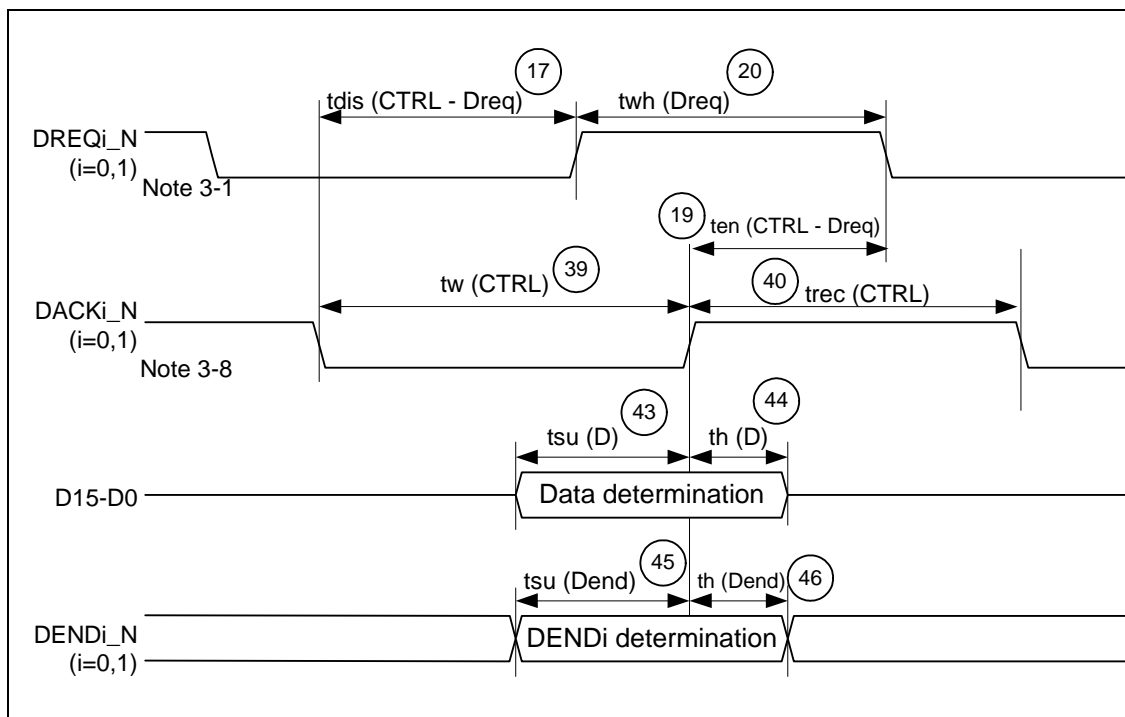 17
20
tdis (CTRL - Dreq)
twh (Dreq)
DREQi_N
(i=0,1)
Note 3-1
19
ten (CTRL - Dreq)
39
tw (CTRL)
40
trec (CTRL)
DACKi_N
(i=0,1)
Note 3-8
43
44
tsu (D)
th (D)
D15-D0
Data determination
45
tsu (Dend)
th (Dend)
46
DENDi_N
(i=0,1)
DENDi determination